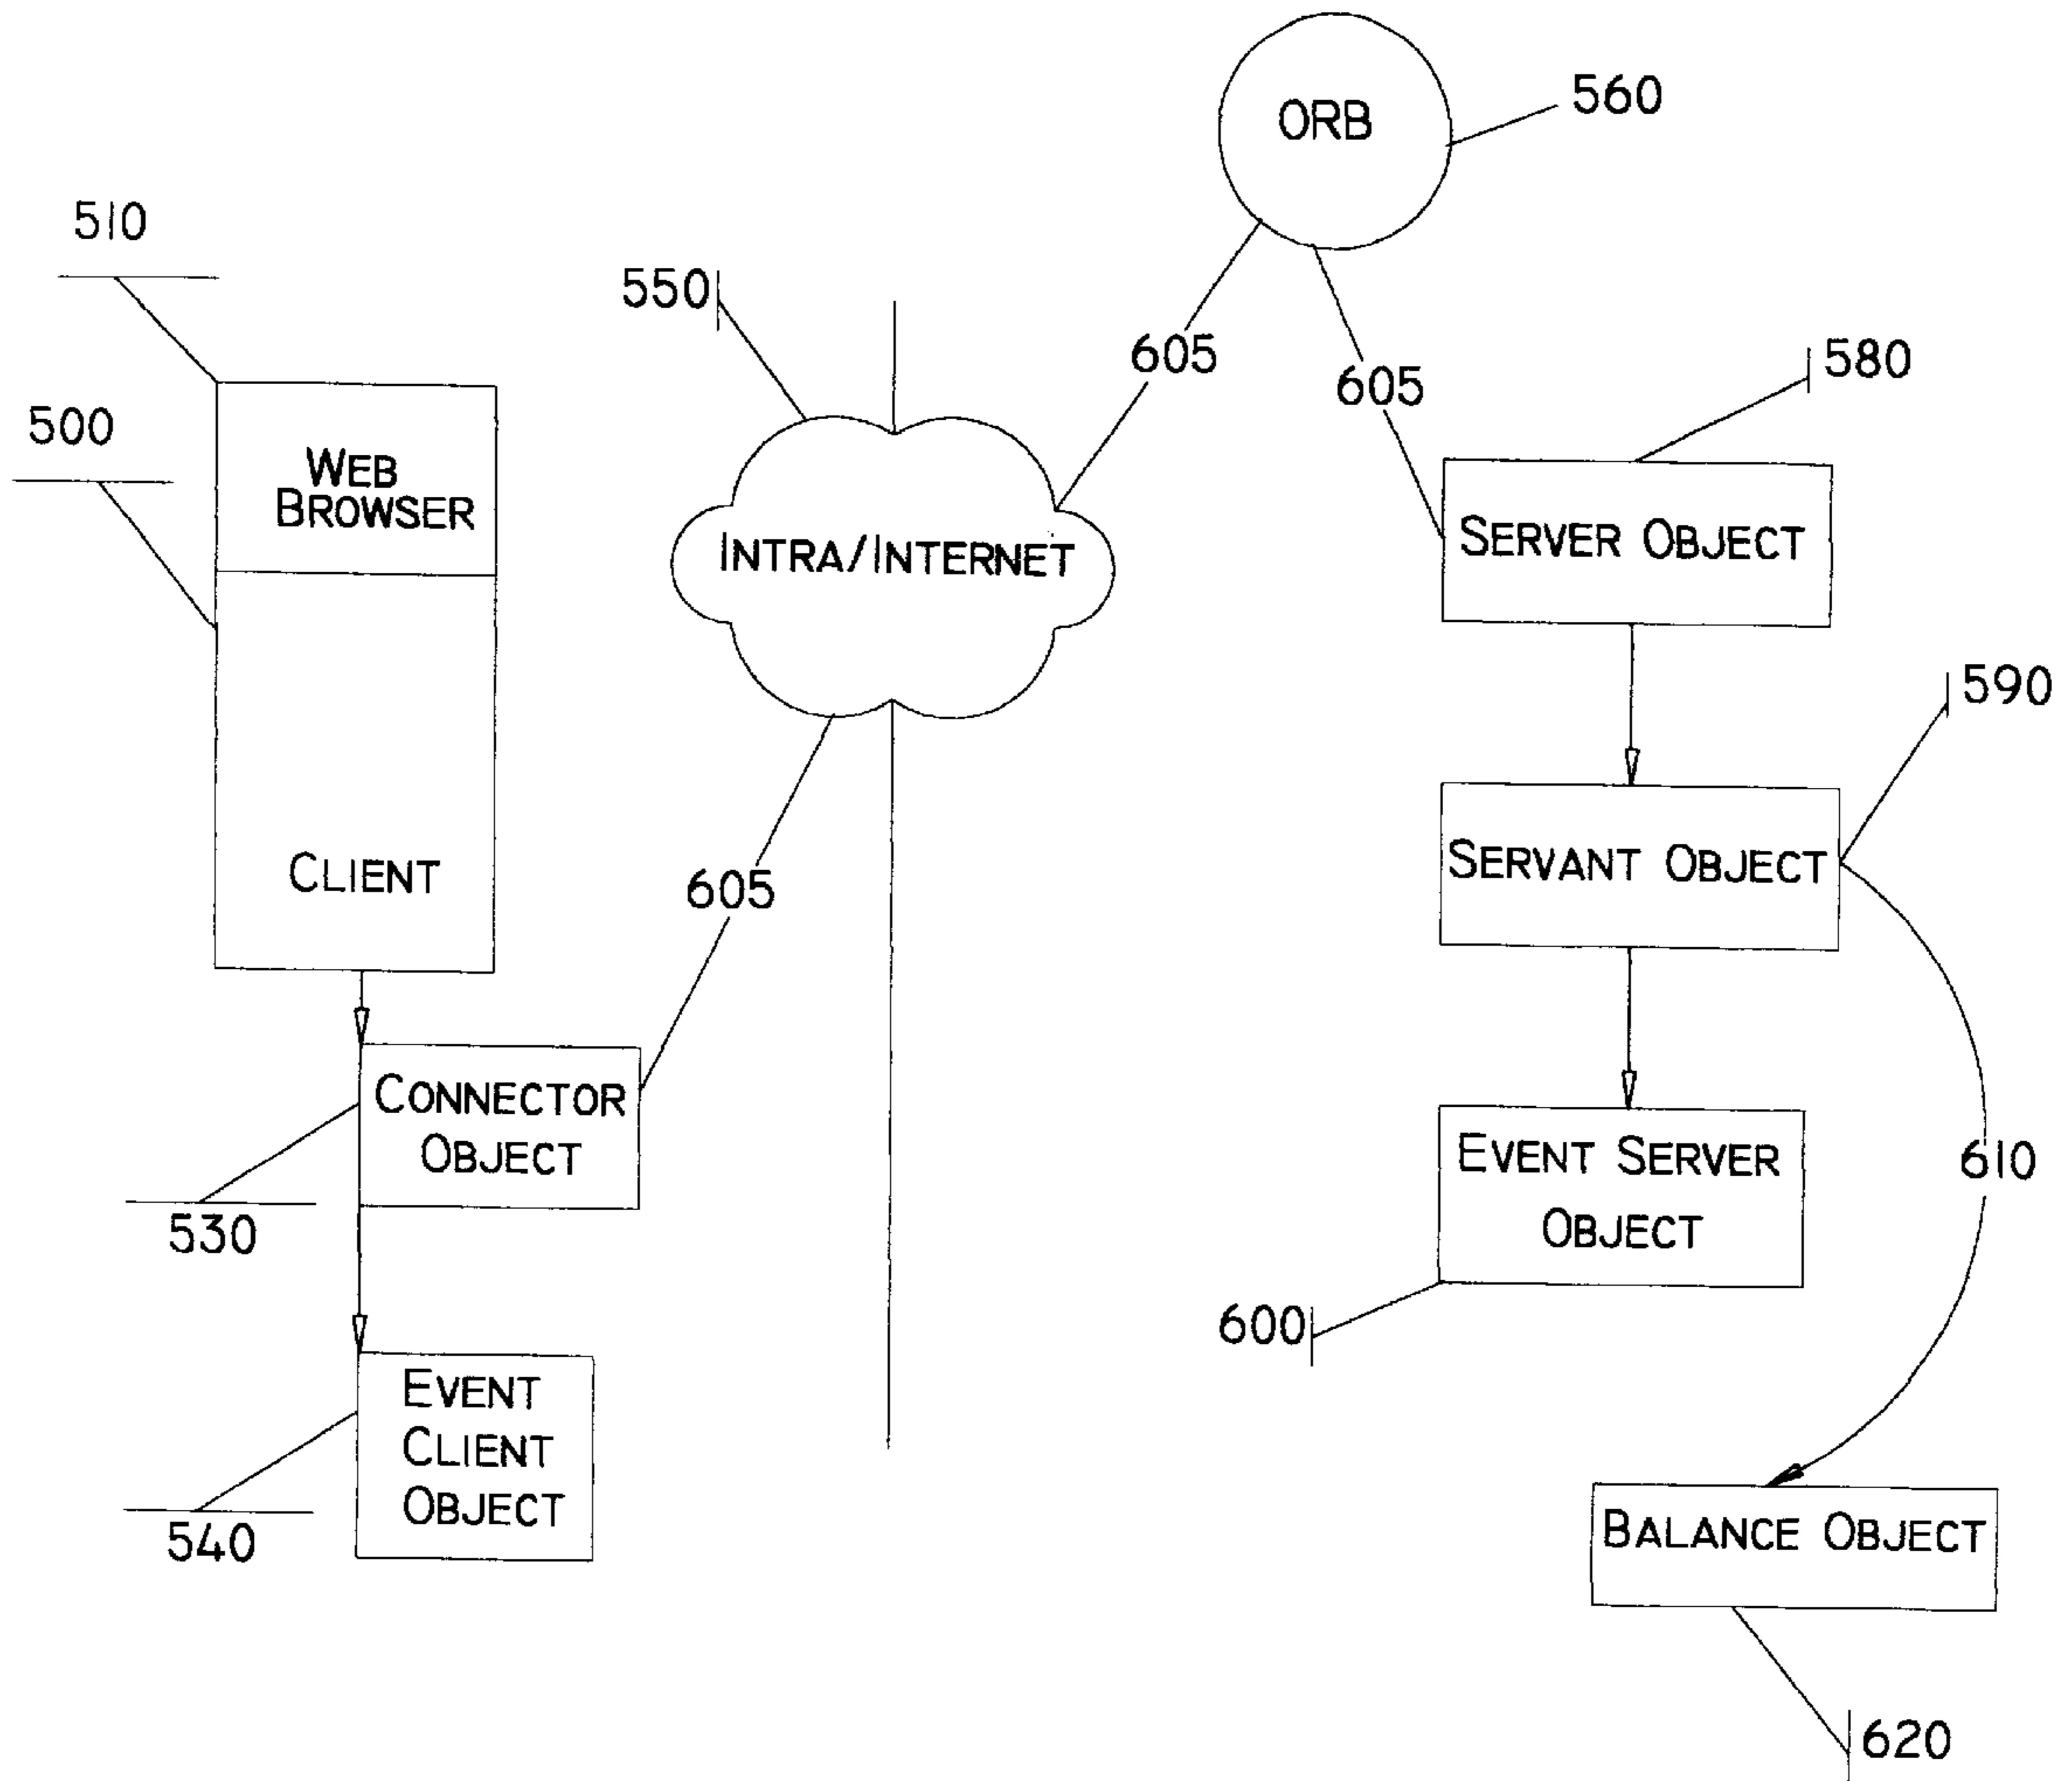 ORB
560
510
550
605
580
605
500
WEB
BROWSER
INTRA/INTERNET
SERVER OBJECT
590
CLIENT
605
SERVANT OBJECT
CONNECTOR
OBJECT
530
EVENT SERVER
OBJECT
610
600
EVENT
CLIENT
OBJECT
540
BALANCE OBJECT
620